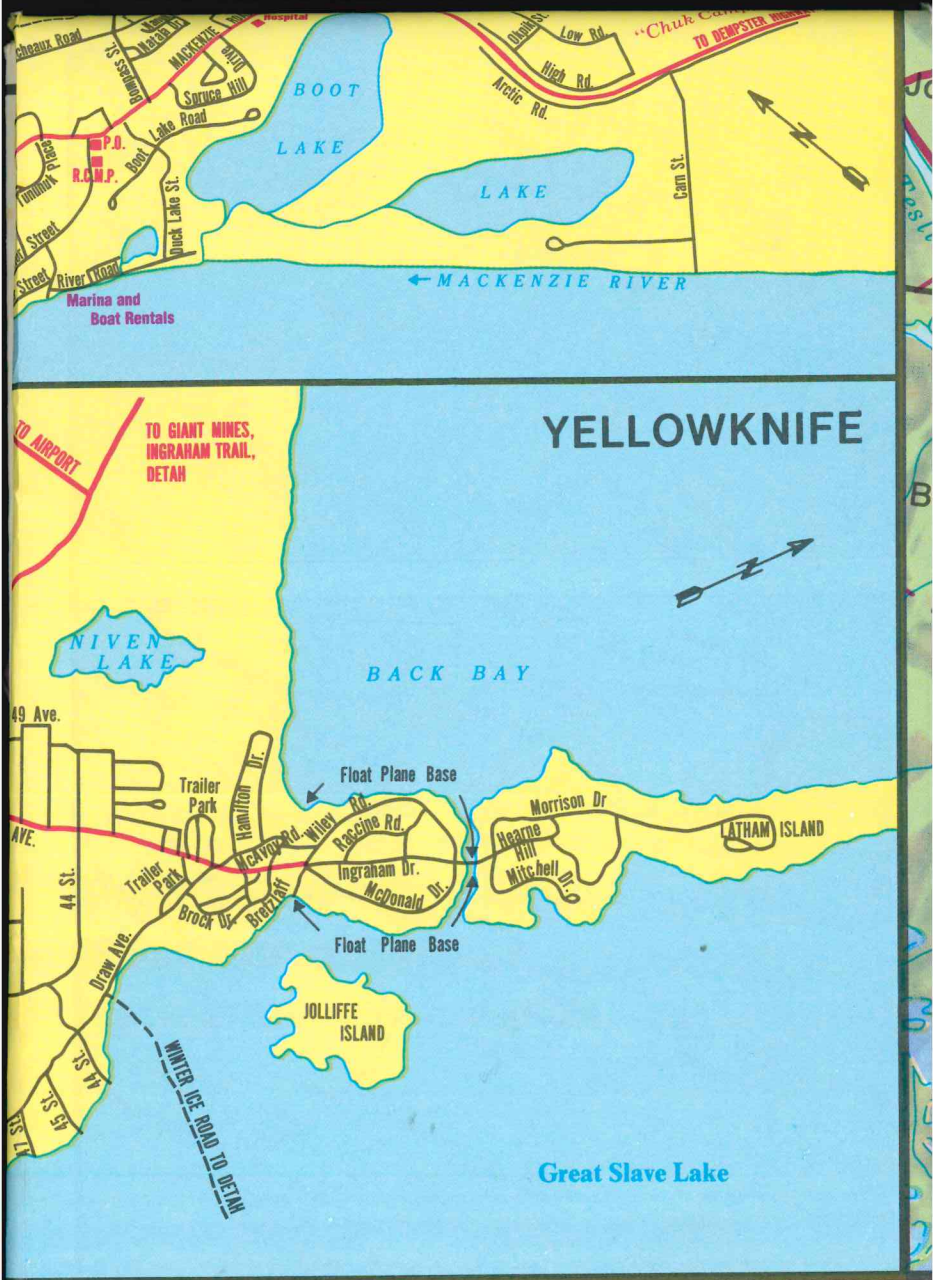 Hospital
cheaux Road
Bompass St.
MACKENZIE
Drive
Spruce Hill
Okpik St.
Low Rd.
High Rd.
Arctic Rd.
"Chuk Camp
TO DEMPSTER HIGHWAY
BOOT
LAKE
Lake Road
Boot
P.O.
R.C.M.P.
Tununuk Place
Duck Lake St.
LAKE
Carn St.
N
Street
Street
River Road
Marina and
Boat Rentals
MACKENZIE RIVER
YELLOWKNIFE
TO AIRPORT
TO GIANT MINES,
INGRAHAM TRAIL,
DETAH
N
NIVEN
LAKE
BACK BAY
49 Ave.
AVE.
44 St.
Trailer
Park
Hamilton Dr.
Float Plane Base
McAvoy Rd.
Wiley Rd.
Raccine Rd.
Ingraham Dr.
McDonald Dr.
Morrison Dr
Hearne
Hill
Mitchell Dr.
LATHAM ISLAND
Trailer
Park
Brock Dr.
Bretzlaff
Float Plane Base
Draw Ave.
JOLLIFFE
ISLAND
44 St.
45 St.
47 St.
WINTER ICE ROAD TO DETAH
Great Slave Lake
B